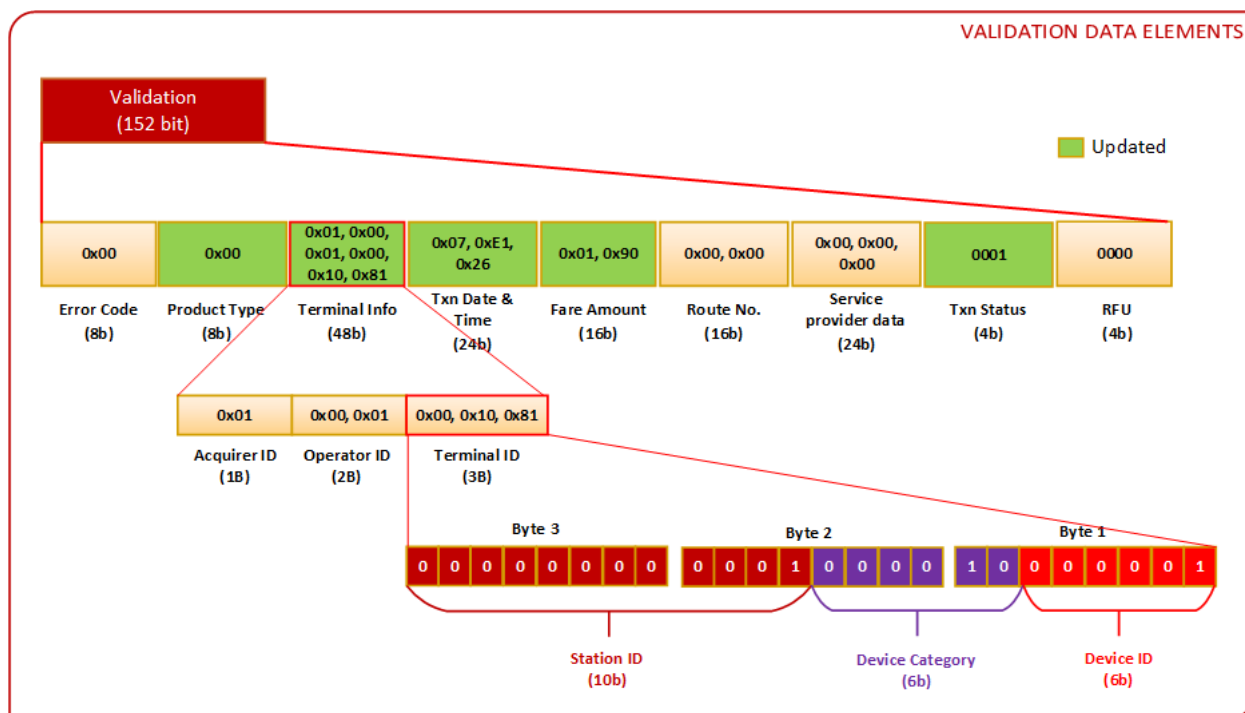 VALIDATION DATA ELEMENTS
Validation
(152 bit)
Updated
0x00
0x00
0x01, 0x00,
0x01, 0x00,
0x10, 0x81
0x07, 0xE1,
0x26
0x01, 0x90
0x00, 0x00
0x00, 0x00,
0x00
0001
0000
Error Code
(8b)
Product Type
(8b)
Terminal Info
(48b)
Txn Date &
Time
(24b)
Fare Amount
(16b)
Route No.
(16b)
Service
provider data
(24b)
Txn Status
(4b)
RFU
(4b)
0x01
0x00, 0x01
0x00, 0x10, 0x81
Acquirer ID
(1B)
Operator ID
(2B)
Terminal ID
(3B)
Byte 3
Byte 2
Byte 1
0 0 0 0 0 0 0 0
0 0 0 1 0 0 0 0
1 0 0 0 0 0 0 1
Station ID
(10b)
Device Category
(6b)
Device ID
(6b)